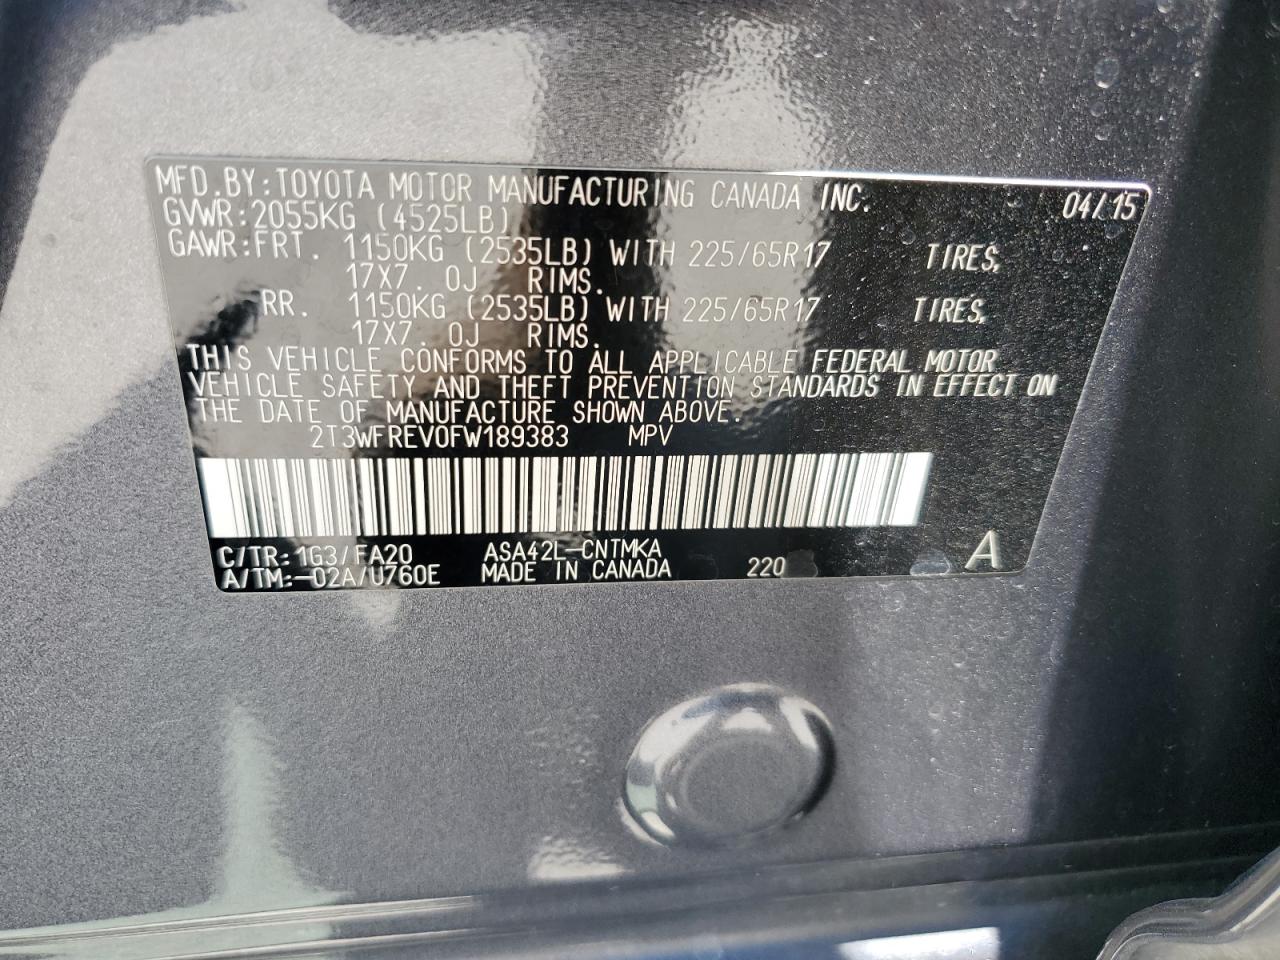 MFD.BY:TOYOTA MOTOR MANUFACTURING CANADA INC. 04/15
GVWR:2055KG (4525LB)
GAWR:FRT. 1150KG (2535LB) WITH 225/65R17 TIRES,
17X7.0J RIMS.
RR. 1150KG (2535LB) WITH 225/65R17 TIRES,
17X7.0J RIMS.
THIS VEHICLE CONFORMS TO ALL APPLICABLE FEDERAL MOTOR
VEHICLE SAFETY AND THEFT PREVENTION STANDARDS IN EFFECT ON
THE DATE OF MANUFACTURE SHOWN ABOVE.
2T3WFREV0FW189383 MPV
C/TR:1G3/FA20 ASA42L-CNTMKA A
A/TM:-02A/U760E MADE IN CANADA 220